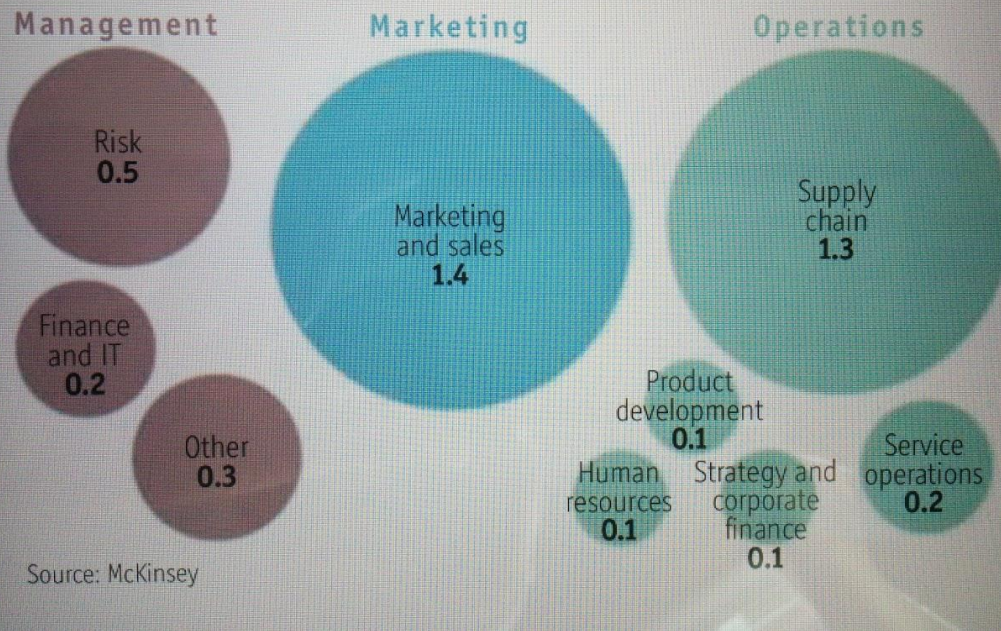 Management
Marketing
Operations
Risk
0.5
Marketing
and sales
1.4
Supply
chain
1.3
Finance
and IT
0.2
Other
0.3
Product
development
0.1
Human
resources
0.1
Strategy and
corporate
finance
0.1
Service
operations
0.2
Source: McKinsey